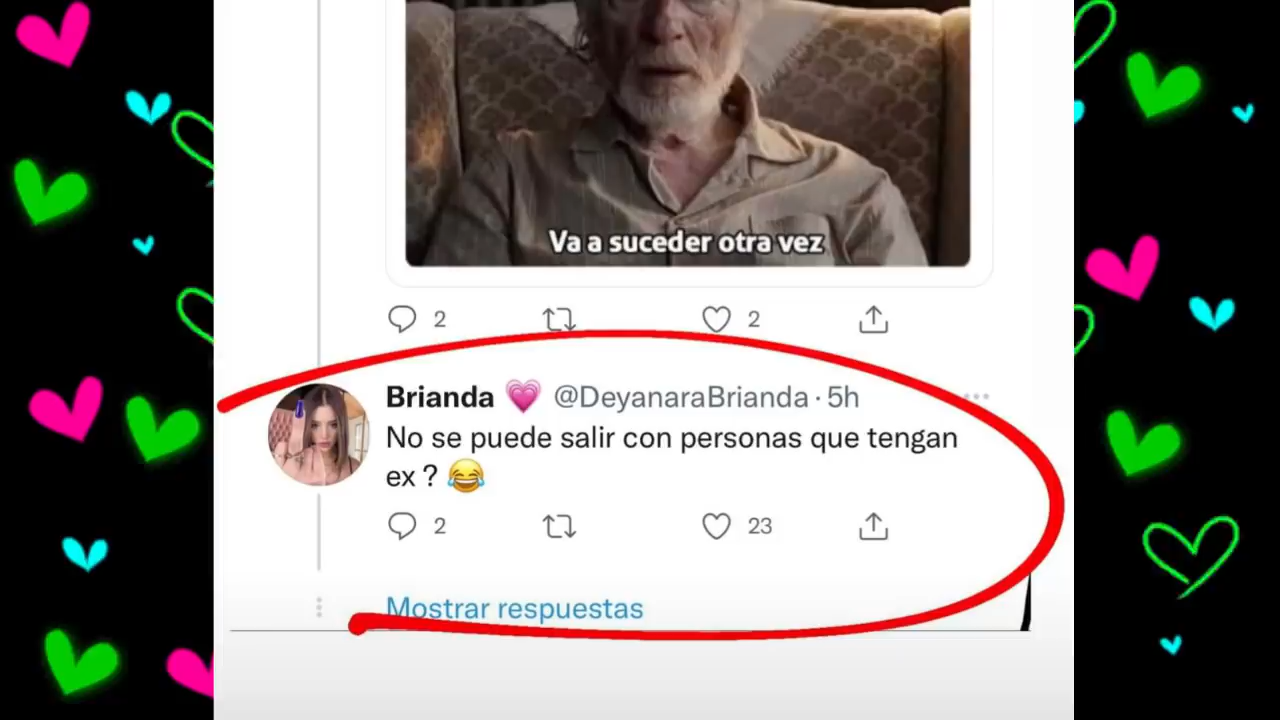 Va a suceder otra vez
2
2
Brianda 💗 @DeyanaraBrianda · 5h
No se puede salir con personas que tengan
ex ? 😂
2
23
Mostrar respuestas